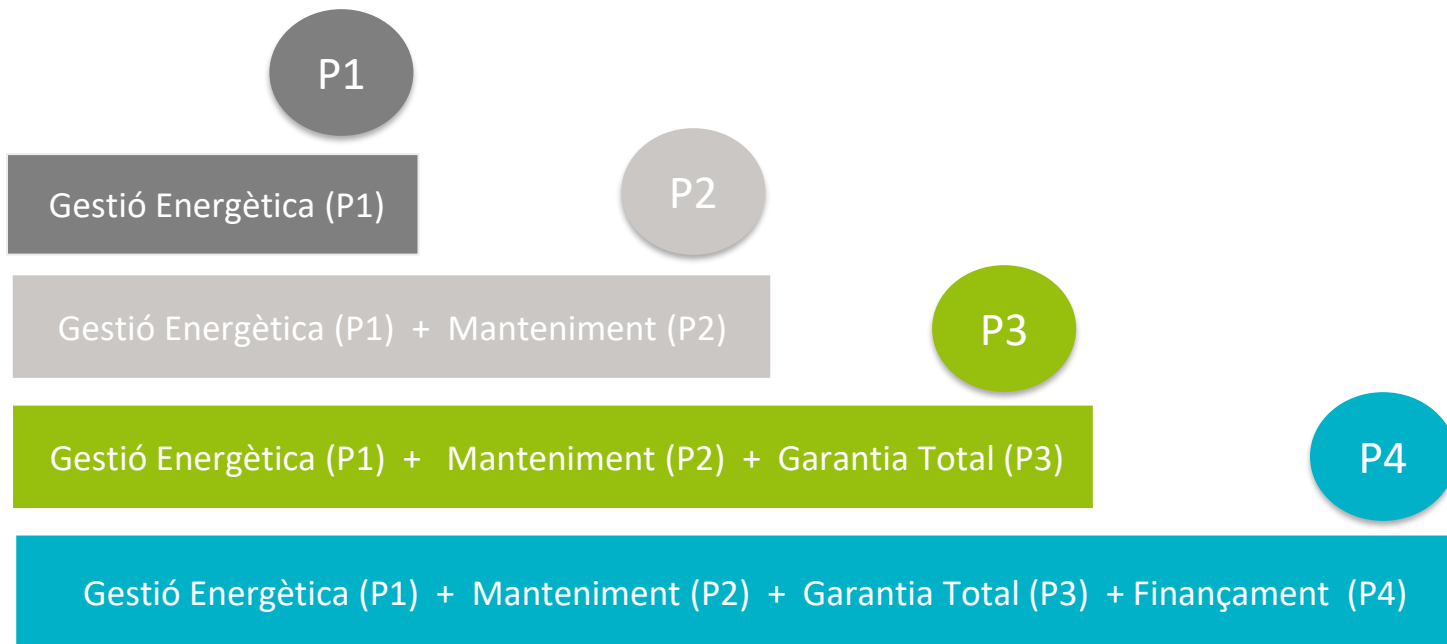 P1
Gestió Energètica (P1)
P2
Gestió Energètica (P1) + Manteniment (P2)
P3
Gestió Energètica (P1) + Manteniment (P2) + Garantia Total (P3)
P4
Gestió Energètica (P1) + Manteniment (P2) + Garantia Total (P3) + Finançament (P4)